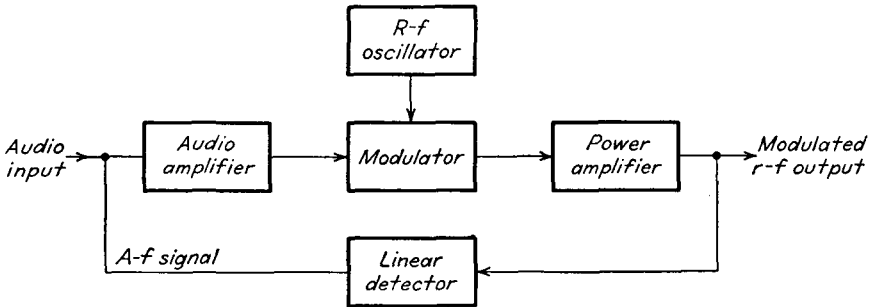 R-f
oscillator
Audio
input
Audio
amplifier
Modulator
Power
amplifier
Modulated
r-f output
A-f signal
Linear
detector